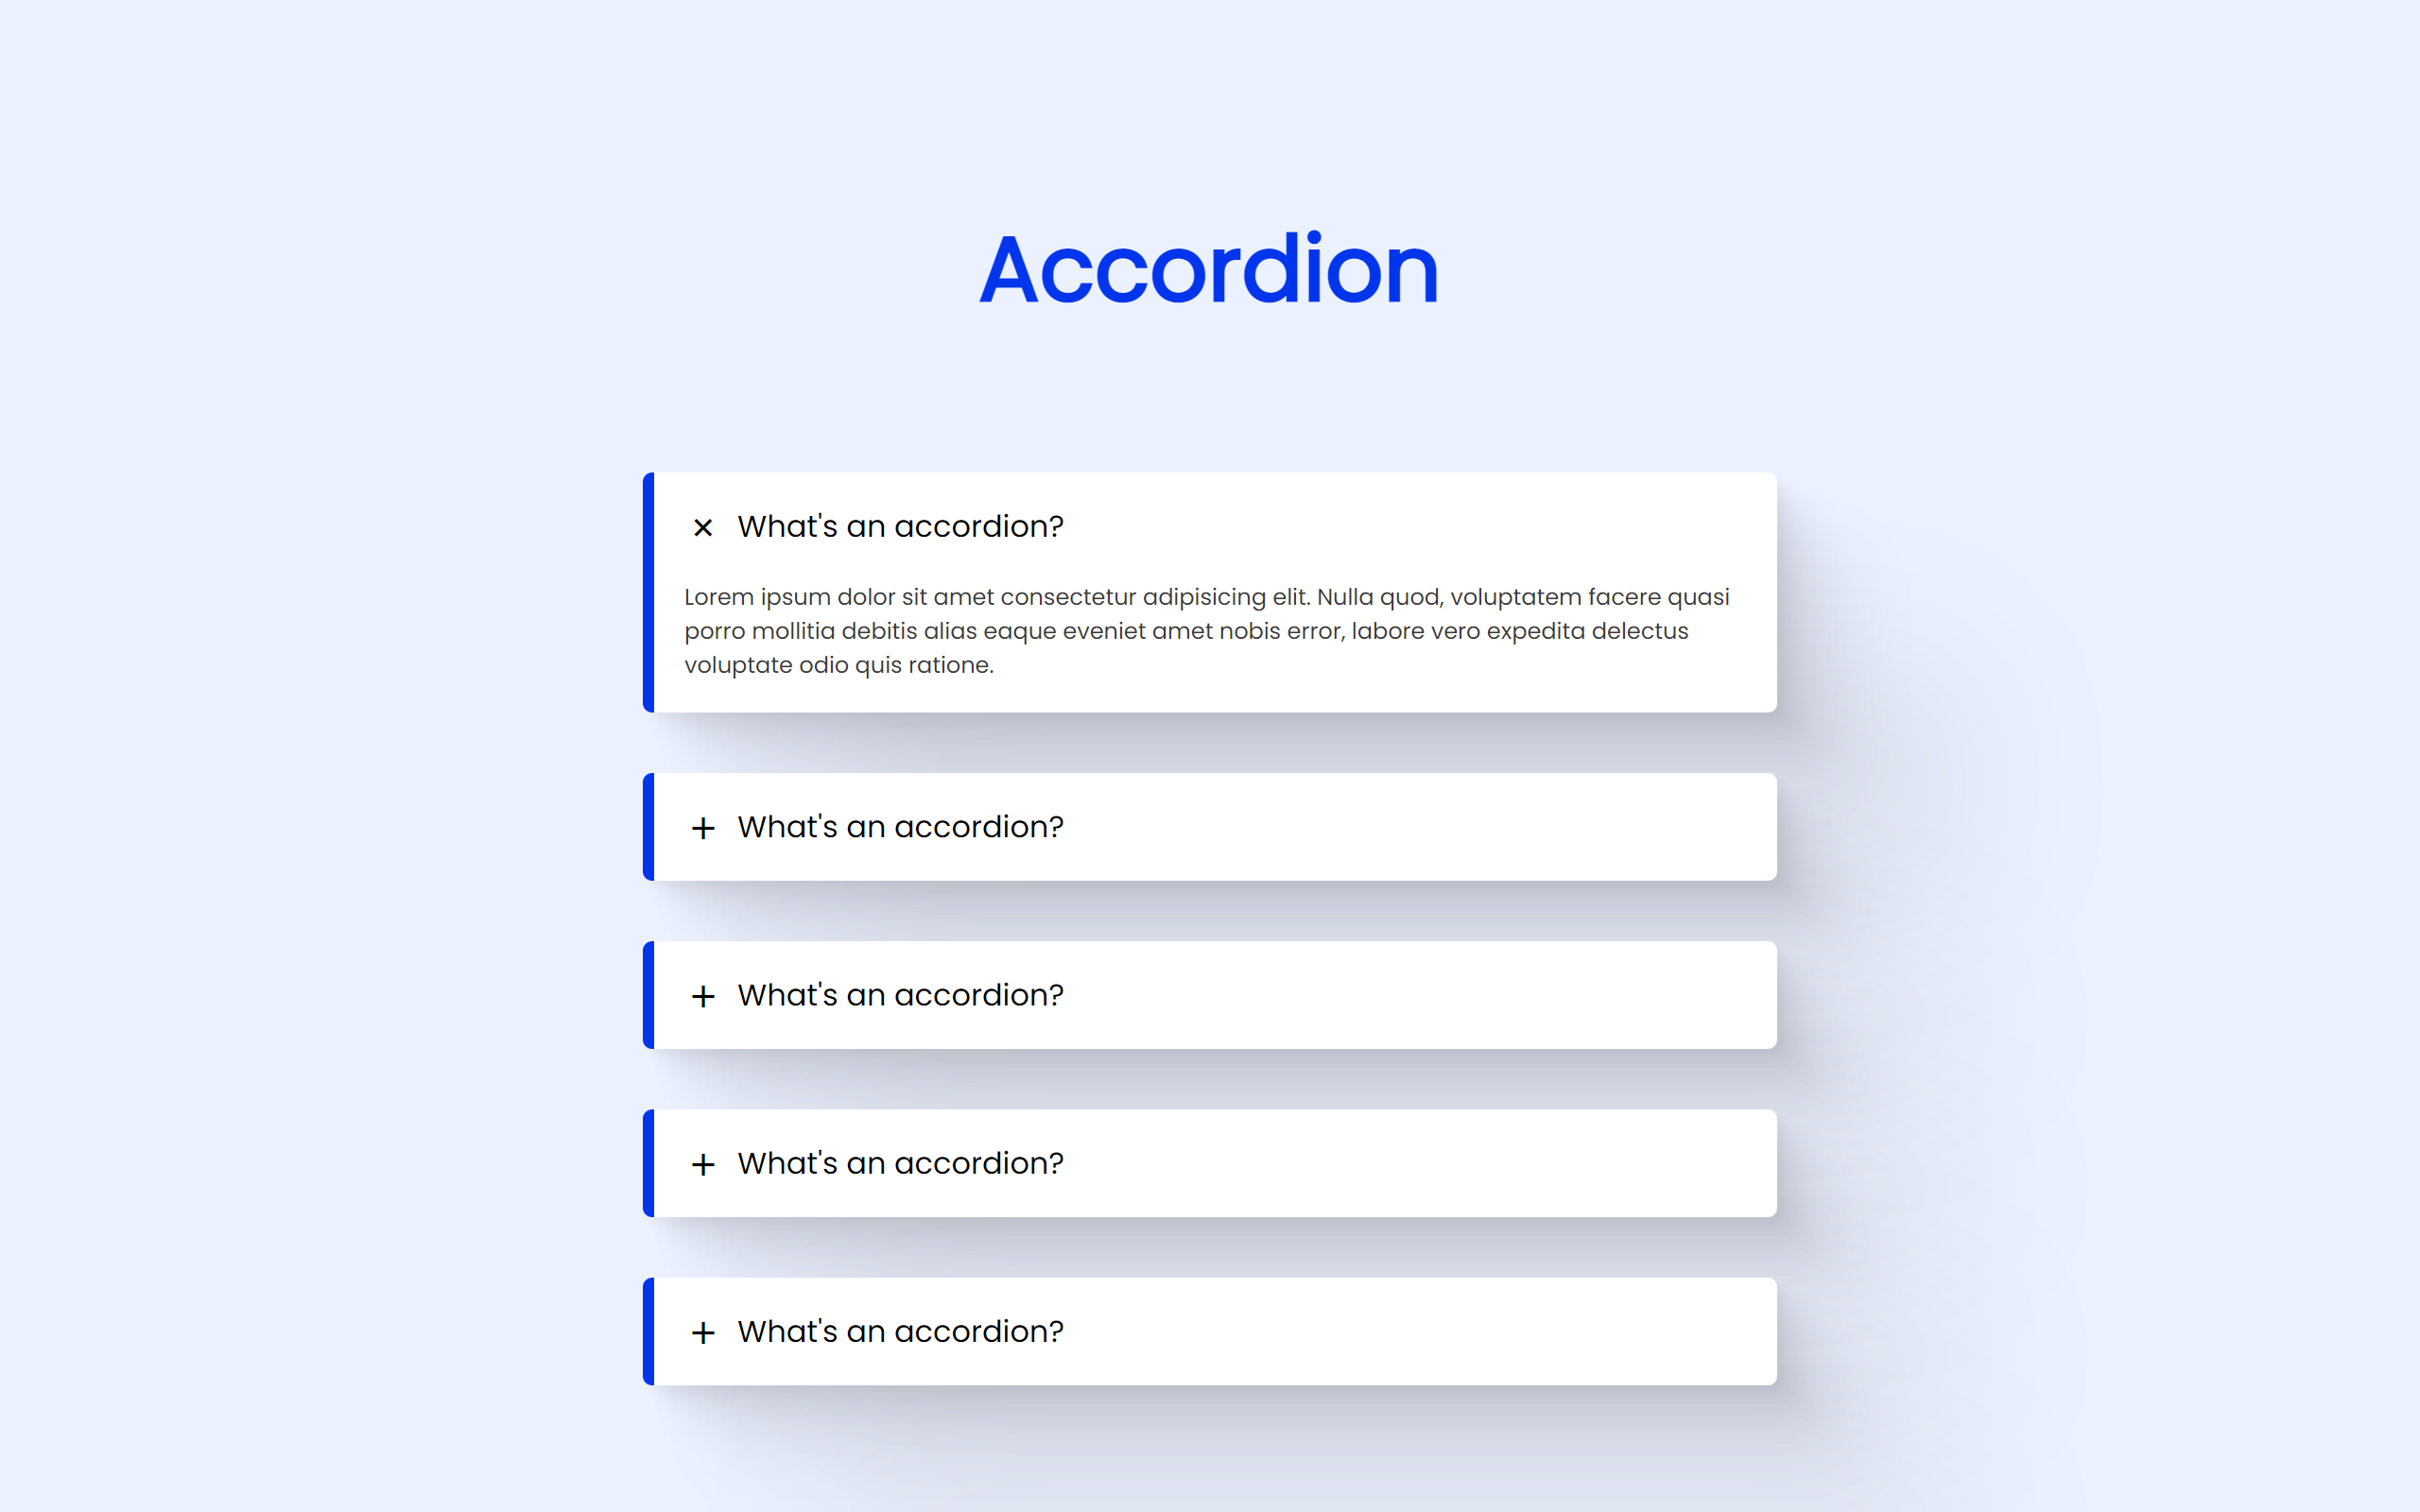 Accordion
What's an accordion?
Lorem ipsum dolor sit amet consectetur adipisicing elit. Nulla quod, voluptatem facere quasi
porro mollitia debitis alias eaque eveniet amet nobis error, labore vero expedita delectus
voluptate odio quis ratione.
What's an accordion?
What's an accordion?
What's an accordion?
What's an accordion?